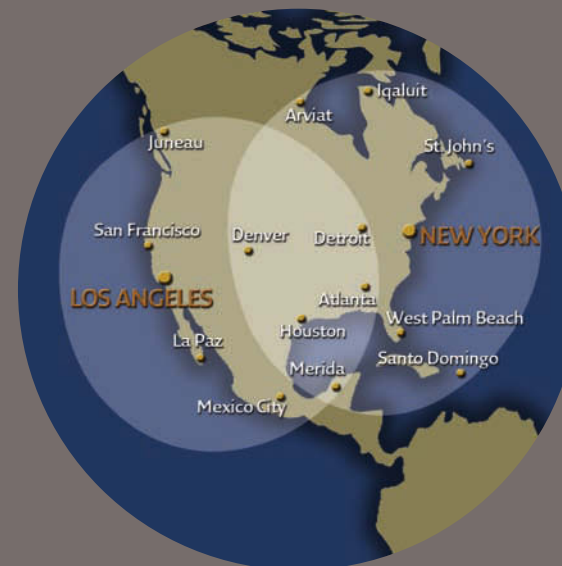 Iqaluit
Arviat
Juneau
St. John's
San Francisco
Denver
Detroit
NEW YORK
LOS ANGELES
Atlanta
Houston
West Palm Beach
La Paz
Merida
Santo Domingo
Mexico City